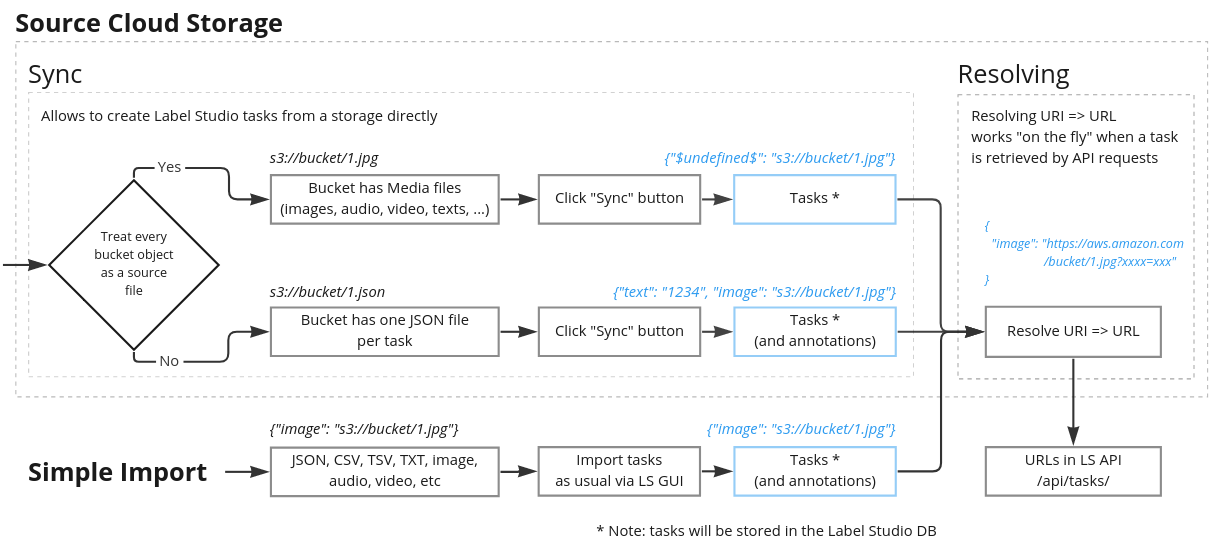 Source Cloud Storage
Sync
Allows to create Label Studio tasks from a storage directly
Yes
Treat every
bucket object
as a source
file
No
s3://bucket/1.jpg
Bucket has Media files
(images, audio, video, texts, ...)
Click "Sync" button
{"$undefined$": "s3://bucket/1.jpg"}
Tasks *
s3://bucket/1.json
Bucket has one JSON file
per task
Click "Sync" button
{"text": "1234", "image": "s3://bucket/1.jpg"}
Tasks *
(and annotations)
Resolving
Resolving URI => URL
works "on the fly" when a task
is retrieved by API requests
{
"image": "https://aws.amazon.com
/bucket/1.jpg?xxxx=xxx"
}
Resolve URI => URL
Simple Import
{"image": "s3://bucket/1.jpg"}
JSON, CSV, TSV, TXT, image,
audio, video, etc
Import tasks
as usual via LS GUI
{"image": "s3://bucket/1.jpg"}
Tasks *
(and annotations)
URLs in LS API
/api/tasks/
* Note: tasks will be stored in the Label Studio DB